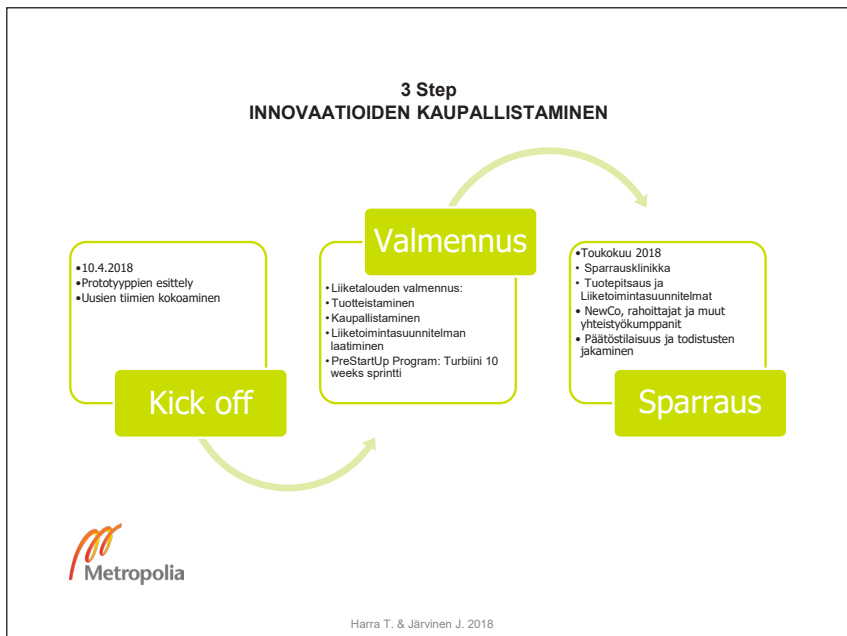 3 Step
INNOVAATIOIDEN KAUPALLISTAMINEN
•10.4.2018
•Prototyyppien esittely
•Uusien tiimien kokoaminen
Kick off
Valmennus
•Liiketalouden valmennus:
•Tuotteistaminen
•Kaupallistaminen
•Liiketoimintasuunnitelman
laatiminen
•PreStartUp Program: Turbiini 10
weeks sprintti
•Toukokuu 2018
• Sparrausklinikka
• Tuotepitsaus ja
Liiketoimintasuunnitelmat
• NewCo, rahoittajat ja muut
yhteistyökumppanit
• Päätöstilaisuus ja todistusten
jakaminen
Sparraus
Metropolia
Harra T. & Järvinen J. 2018